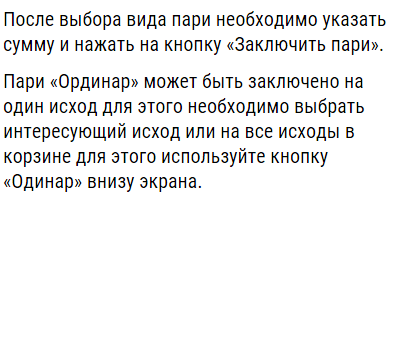 После выбора вида пари необходимо указать
сумму и нажать на кнопку «Заключить пари».
Пари «Ординар» может быть заключено на
один исход для этого необходимо выбрать
интересующий исход или на все исходы в
корзине для этого используйте кнопку
«Одинар» внизу экрана.